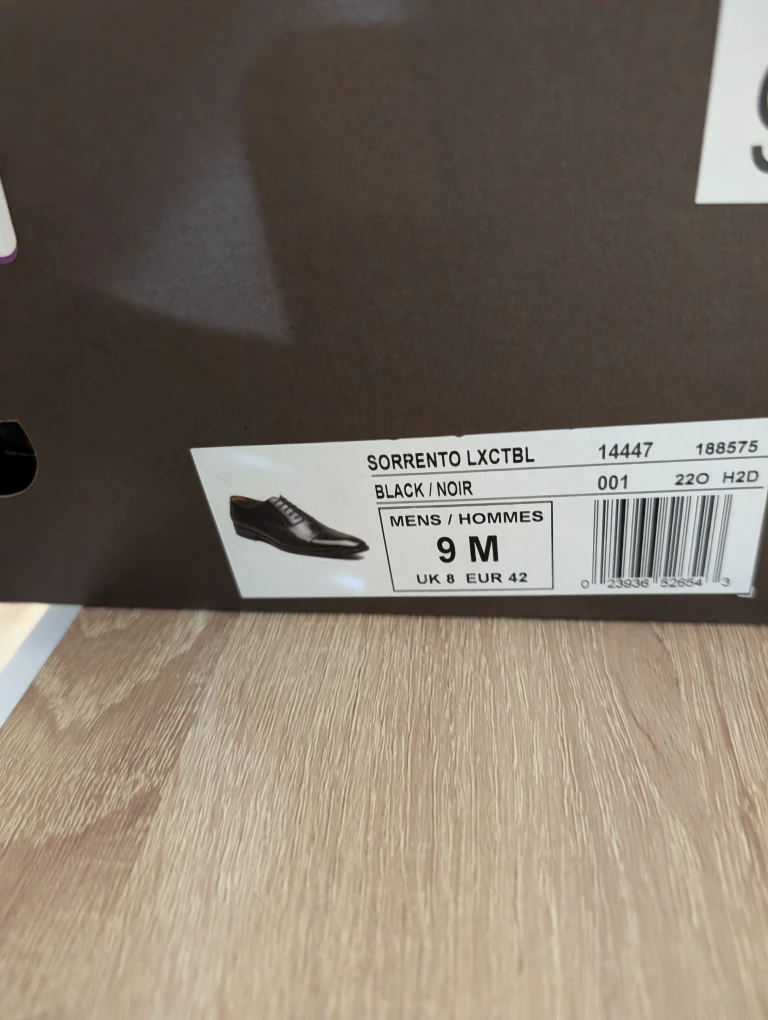 SORRENTO LXCTBL 14447 188575
BLACK / NOIR 001 22O H2D
MENS / HOMMES
9 M
UK 8 EUR 42
0 23936 52654 3